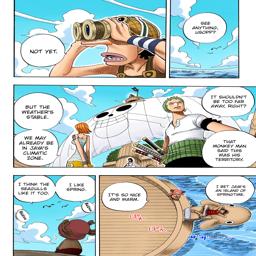 SEE
ANYTHING,
USOPP?
NOT YET.
IT SHOULDN'T
BE TOO FAR
AWAY, RIGHT?
BUT THE
WEATHER'S
STABLE.
WE MAY
ALREADY BE
IN JAYA'S
CLIMATIC
ZONE.
THAT
MONKEY MAN
SAID THIS
WAS HIS
TERRITORY.
I BET JAYA'S
AN ISLAND OF
SPRINGTIME.
IT'S SO NICE
AND WARM.
I LIKE
SPRING.
I THINK THE
SEAGULLS
LIKE IT TOO.